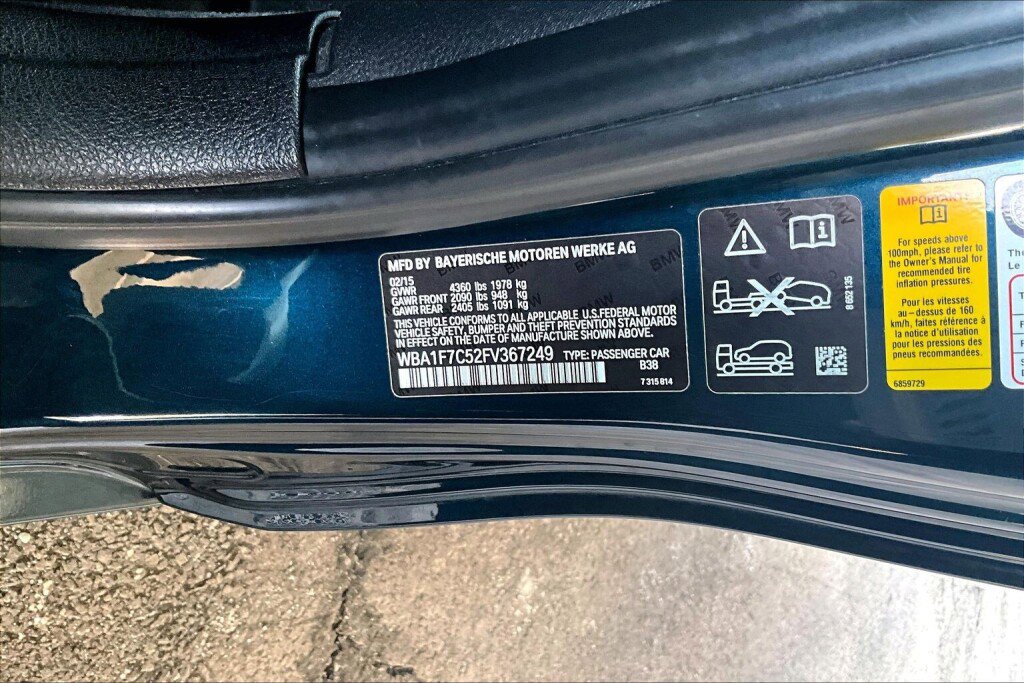 MFD BY BAYERISCHE MOTOREN WERKE AG
02/15
GVWR 4360 lbs 1978 kg
GAWR FRONT 2090 lbs 948 kg
GAWR REAR 2405 lbs 1091 kg
THIS VEHICLE CONFORMS TO ALL APPLICABLE U.S.FEDERAL MOTOR
VEHICLE SAFETY, BUMPER AND THEFT PREVENTION STANDARDS
IN EFFECT ON THE DATE OF MANUFACTURE SHOWN ABOVE.
WBA1F7C52FV367249 TYPE: PASSENGER CAR
B38
7 315 814
BMW
8 652 135
IMPORTANT!
For speeds above
100mph, please refer to
the Owner's Manual for
recommended tire
inflation pressures.
Pour les vitesses
au-dessus de 160
km/h, faites référence à
la notice d'utilisation
pour les pressions des
pneus recommandées.
6859729
The
Le